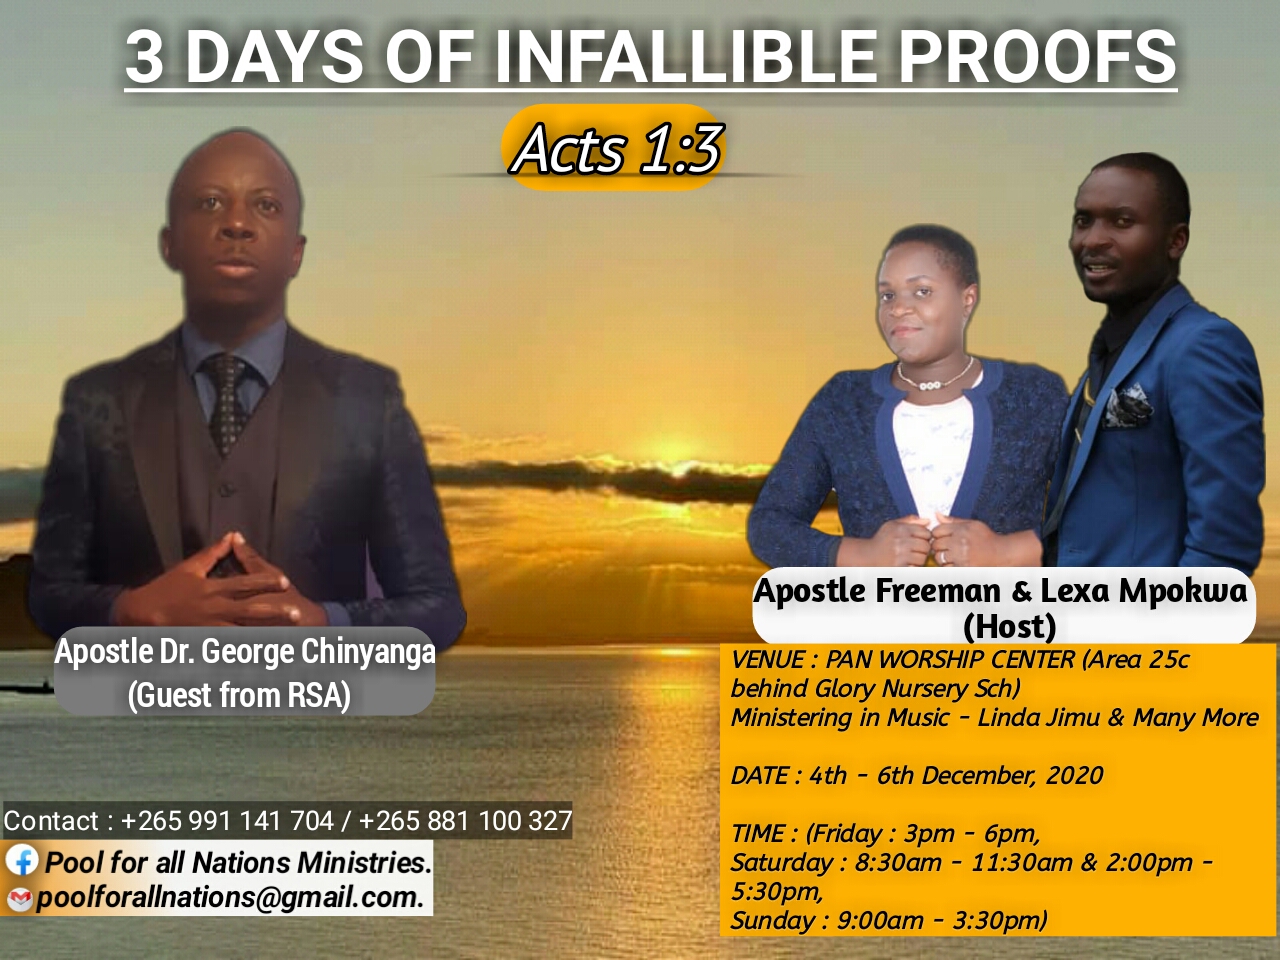 3 DAYS OF INFALLIBLE PROOFS
Acts 1:3
Apostle Dr. George Chinyanga
(Guest from RSA)
Apostle Freeman & Lexa Mpokwa
(Host)
VENUE : PAN WORSHIP CENTER (Area 25c
behind Glory Nursery Sch)
Ministering in Music - Linda Jimu & Many More
DATE : 4th - 6th December, 2020
TIME : (Friday : 3pm - 6pm,
Saturday : 8:30am - 11:30am & 2:00pm -
5:30pm,
Sunday : 9:00am - 3:30pm)
Contact : +265 991 141 704 / +265 881 100 327
Pool for all Nations Ministries.
poolforallnations@gmail.com.